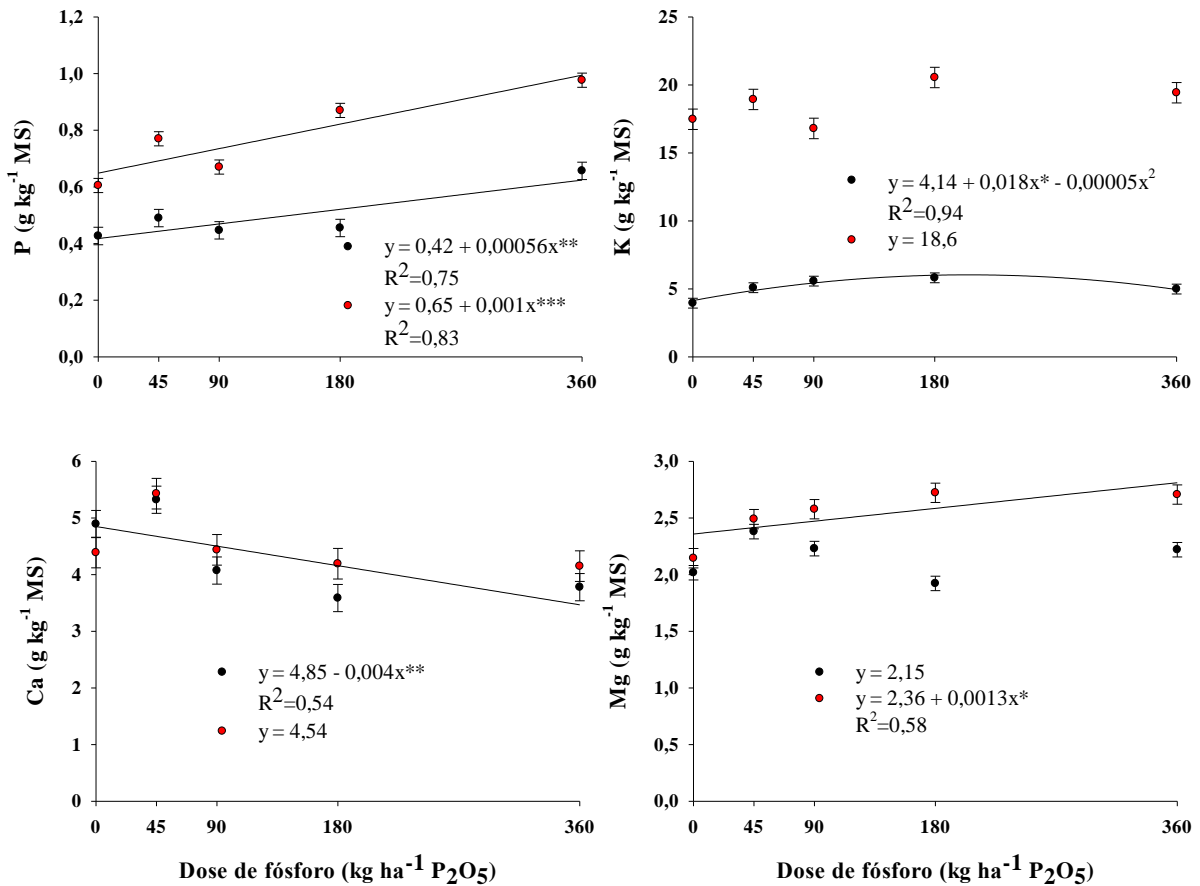 P (g kg⁻¹ MS)
1,2
1,0
0,8
0,6
0,4
0,2
0,0
y = 0,42 + 0,00056x**
R²=0,75
y = 0,65 + 0,001x***
R²=0,83
0 45 90 180 360
K (g kg⁻¹ MS)
25
20
15
10
5
0
y = 4,14 + 0,018x* - 0,00005x²
R²=0,94
y = 18,6
0 45 90 180 360
Ca (g kg⁻¹ MS)
6
5
4
3
2
1
0
y = 4,85 - 0,004x**
R²=0,54
y = 4,54
0 45 90 180 360
Dose de fósforo (kg ha⁻¹ P₂O₅)
Mg (g kg⁻¹ MS)
3,0
2,5
2,0
1,5
1,0
0,5
0,0
y = 2,15
y = 2,36 + 0,0013x*
R²=0,58
0 45 90 180 360
Dose de fósforo (kg ha⁻¹ P₂O₅)